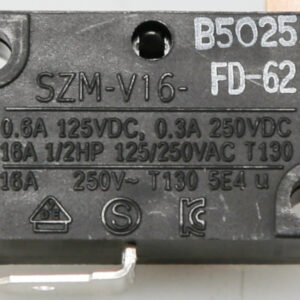 B5025
FD-62
SZM-V16-
0.6A 125VDC, 0.3A 250VDC
16A 1/2HP 125/250VAC T130
16A 250V~ T130 5E4 µ